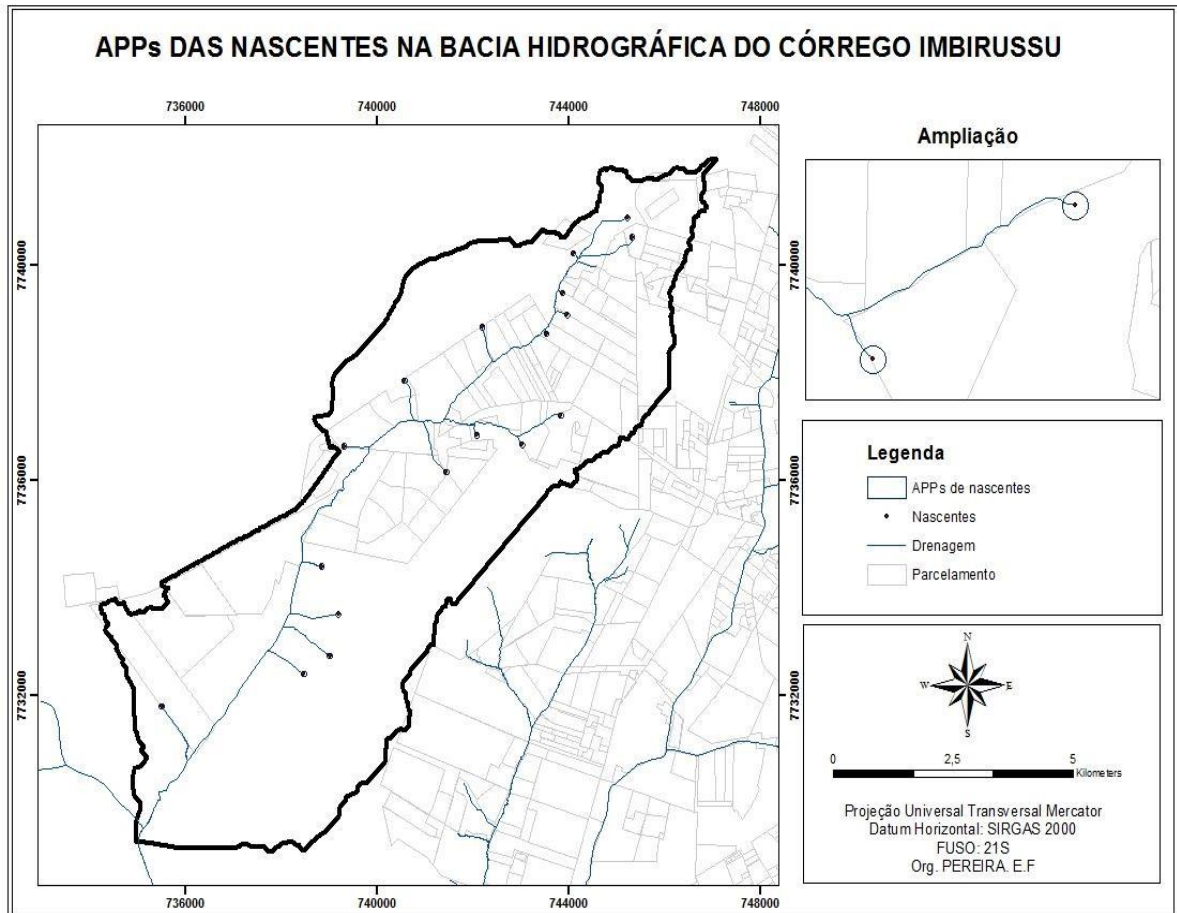 APPs DAS NASCENTES NA BACIA HIDROGRÁFICA DO CÓRREGO IMBIRUSSU
736000 740000 744000 748000
7740000
7736000
7732000
7740000
7736000
7732000
736000 740000 744000 748000
Ampliação
Legenda
APPs de nascentes
Nascentes
Drenagem
Parcelamento
N
W E
S
0 2,5 5
Kilometers
Projeção Universal Transversal Mercator
Datum Horizontal: SIRGAS 2000
FUSO: 21S
Org. PEREIRA. E.F